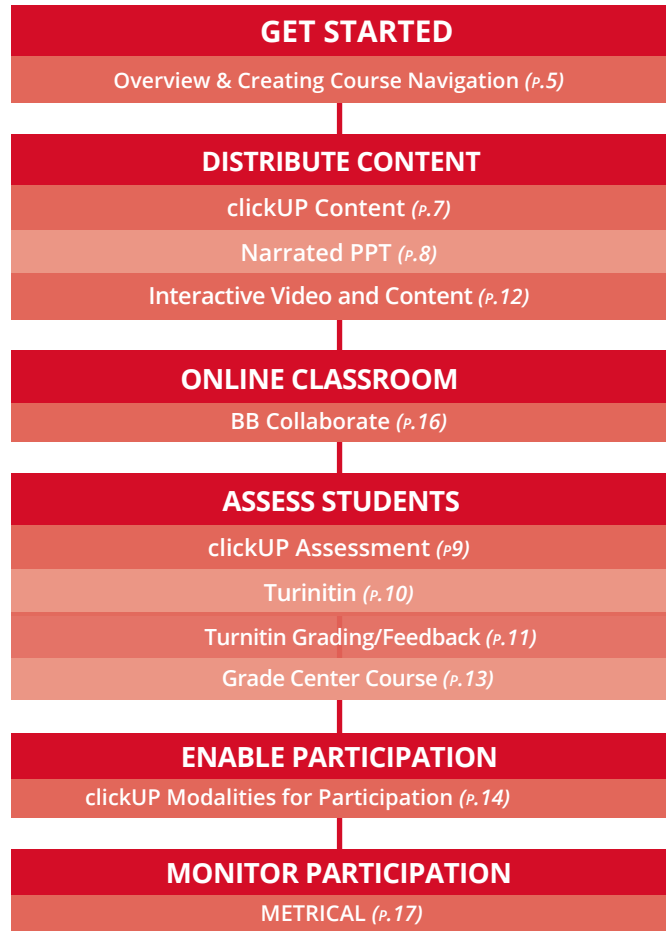 GET STARTED
Overview & Creating Course Navigation (P.5)
DISTRIBUTE CONTENT
clickUP Content (P.7)
Narrated PPT (P.8)
Interactive Video and Content (P.12)
ONLINE CLASSROOM
BB Collaborate (P.16)
ASSESS STUDENTS
clickUP Assessment (P9)
Turinitin (P.10)
Turnitin Grading/Feedback (P.11)
Grade Center Course (P.13)
ENABLE PARTICIPATION
clickUP Modalities for Participation (P.14)
MONITOR PARTICIPATION
METRICAL (P.17)